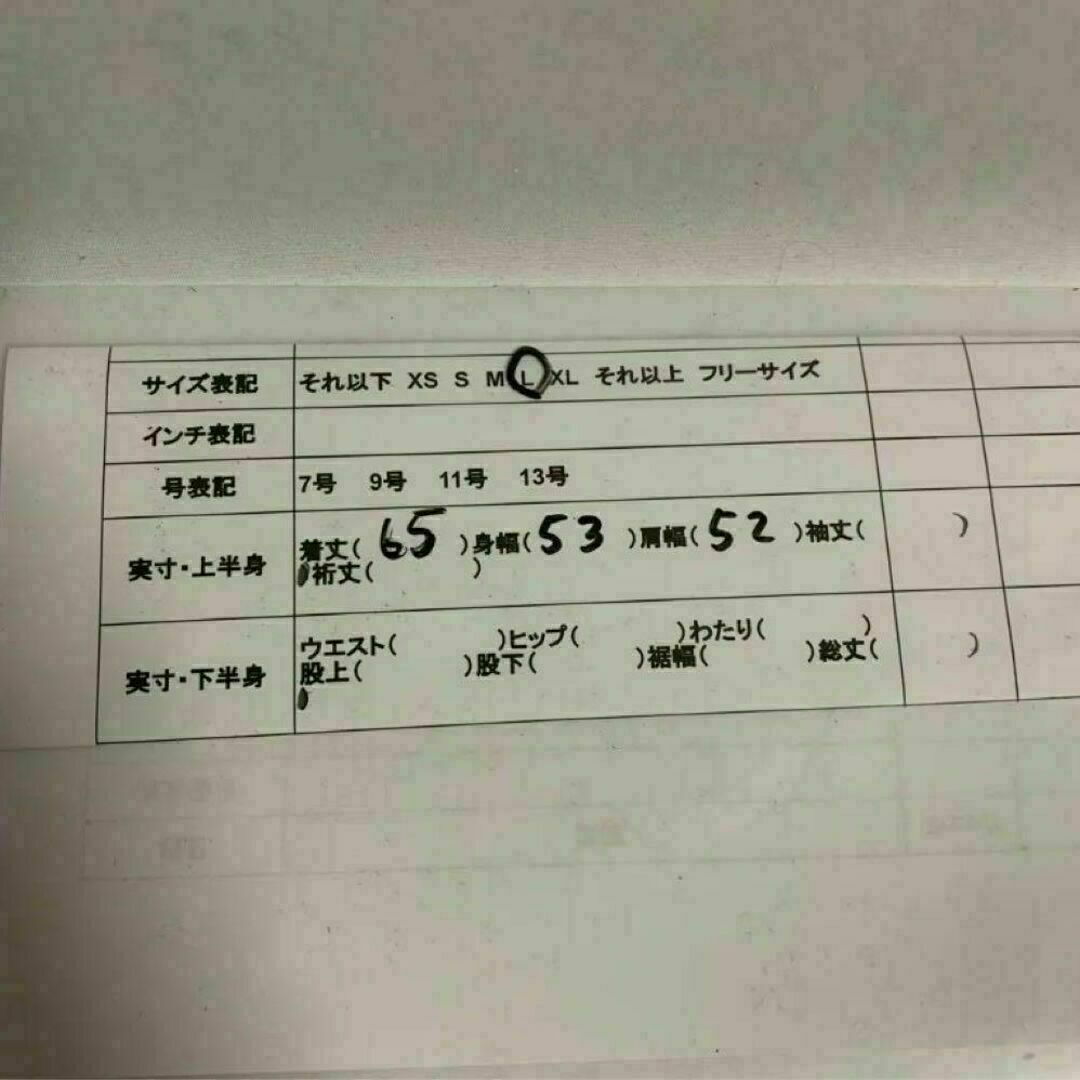 サイズ表記 それ以下 XS S M L XL それ以上 フリーサイズ
インチ表記
号表記 7号 9号 11号 13号
実寸・上半身 着丈( 65 )身幅( 53 )肩幅( 52 )袖丈( )
裄丈( )
実寸・下半身 ウエスト( )ヒップ( )わたり( )
股上( )股下( )裾幅( )総丈( )